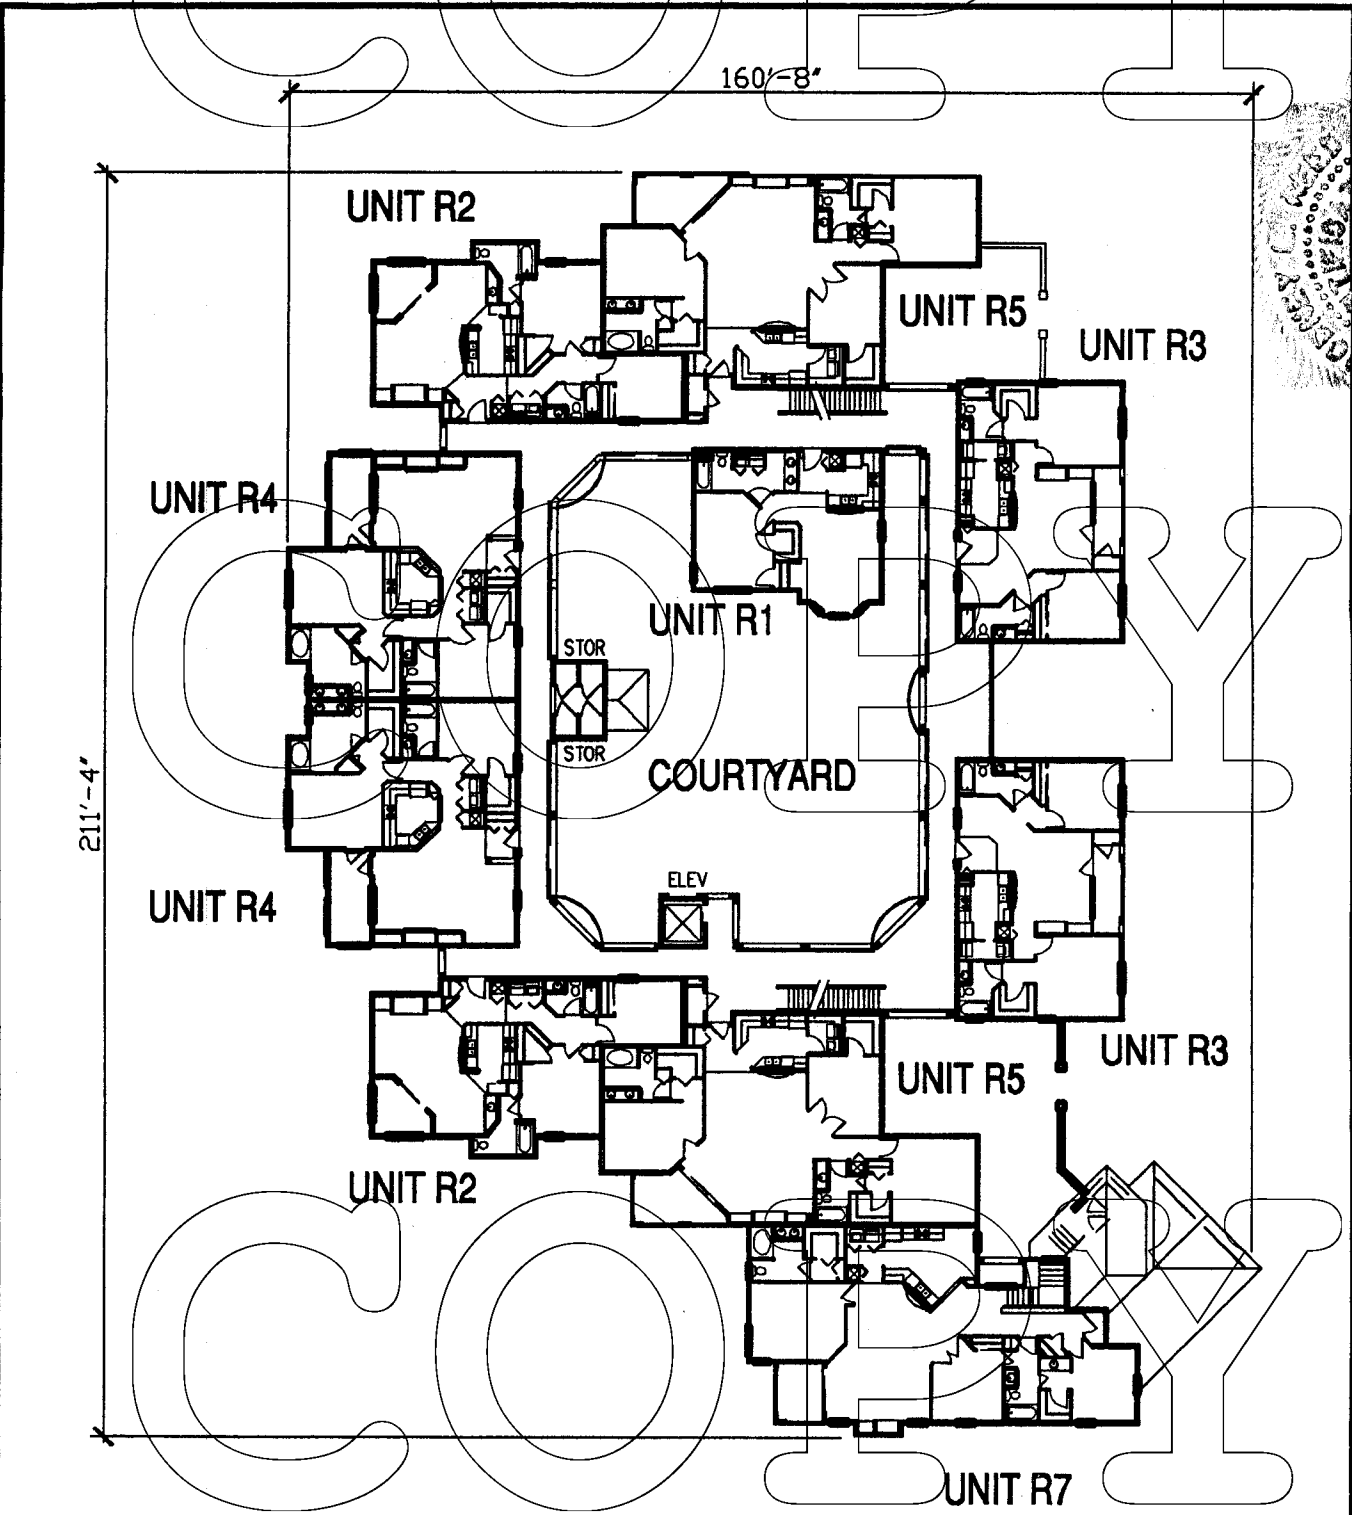 COPY
160'-8"
UNIT R2
UNIT R5
UNIT R3
UNIT R4
COPY
UNIT R1
STOR
STOR
COURTYARD
211'-4"
ELEV
UNIT R4
UNIT R3
UNIT R5
UNIT R2
COPY
UNIT R7